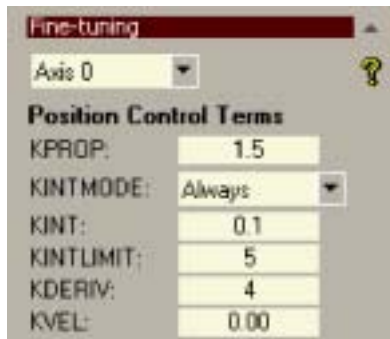 Fine-tuning
Axis 0
Position Control Terms
KPROP: 1.5
KINTMODE: Always
KINT: 0.1
KINTLIMIT: 5
KDERIV: 4
KVEL: 0.00